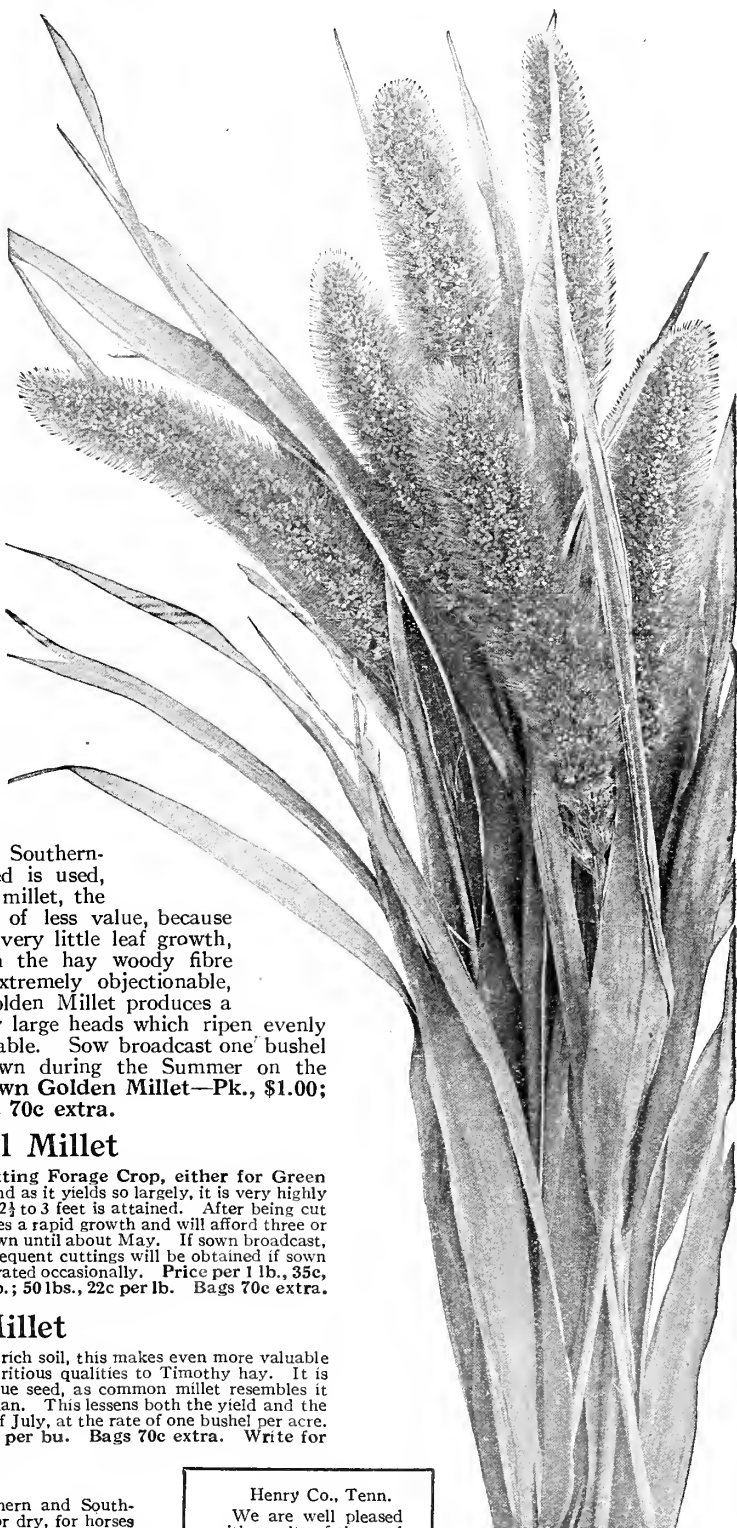 Southern-
d is used,
millet, the
of less value, because
very little leaf growth,
the hay woody fibre
xtremely objectionable,
olden Millet produces a
large heads which ripen evenly
able. Sow broadcast one bushel
wn during the Summer on the
wn Golden Millet—Pk., $1.00;
70c extra.
l Millet
tting Forage Crop, either for Green
nd as it yields so largely, it is very highly
2½ to 3 feet is attained. After being cut
es a rapid growth and will afford three or
wn until about May. If sown broadcast,
equent cuttings will be obtained if sown
vated occasionally. Price per 1 lb., 35c,
b.; 50 lbs., 22c per lb. Bags 70c extra.
Millet
rich soil, this makes even more valuable
ritious qualities to Timothy hay. It is
ue seed, as common millet resembles it
an. This lessens both the yield and the
f July, at the rate of one bushel per acre.
per bu. Bags 70c extra. Write for
hern and South-
or dry, for horses
Henry Co., Tenn.
We are well pleased